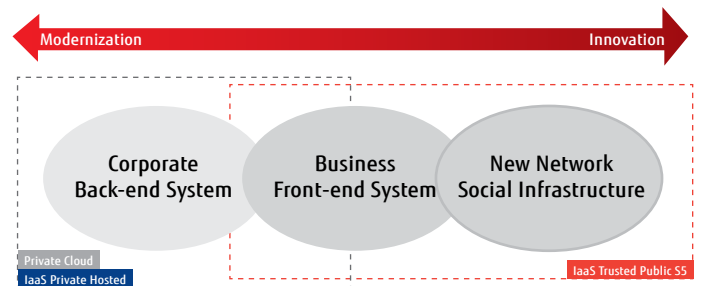 Modernization
Innovation
Corporate
Back-end System
Business
Front-end System
New Network
Social Infrastructure
Private Cloud
IaaS Private Hosted
IaaS Trusted Public S5